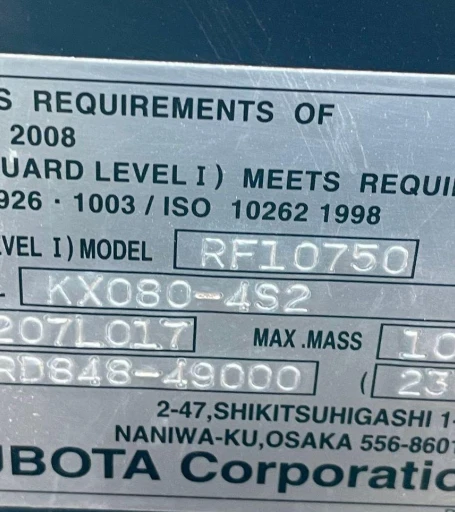 S REQUIREMENTS OF
2008
UARD LEVEL I) MEETS REQUI
926 · 1003 / ISO 10262 1998
VEL I) MODEL RF10750
KX080-4S2
207L017 MAX.MASS 10
RD848-49000 ( 23
2-47,SHIKITSUHIGASHI 1-
NANIWA-KU,OSAKA 556-8601
UBOTA Corporatio